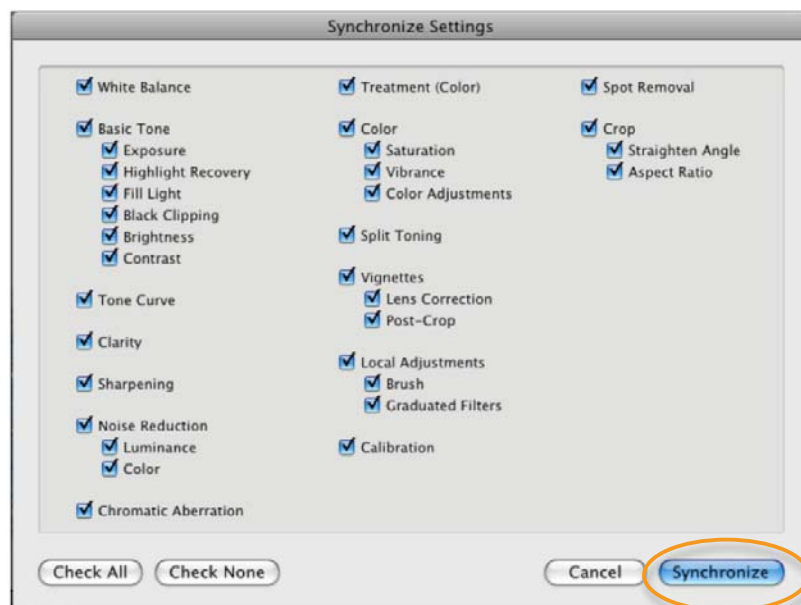 Synchronize Settings
White Balance
Basic Tone
Exposure
Highlight Recovery
Fill Light
Black Clipping
Brightness
Contrast
Tone Curve
Clarity
Sharpening
Noise Reduction
Luminance
Color
Chromatic Aberration
Treatment (Color)
Color
Saturation
Vibrance
Color Adjustments
Split Toning
Vignettes
Lens Correction
Post-Crop
Local Adjustments
Brush
Graduated Filters
Calibration
Spot Removal
Crop
Straighten Angle
Aspect Ratio
Check All
Check None
Cancel
Synchronize